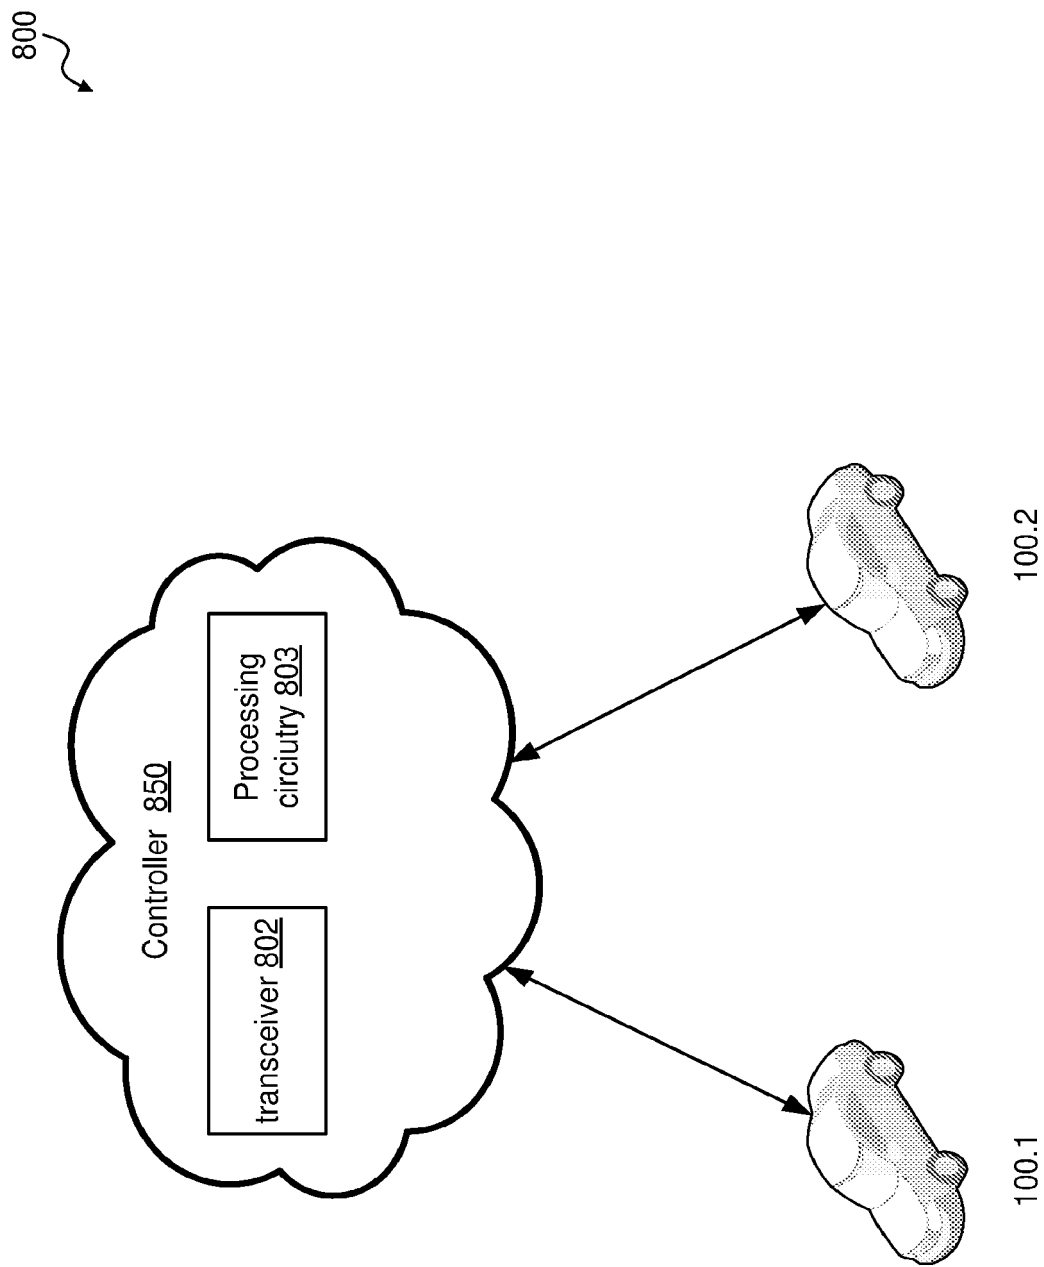 800
Controller 850
transceiver 802
Processing
circiutry 803
100.1
100.2